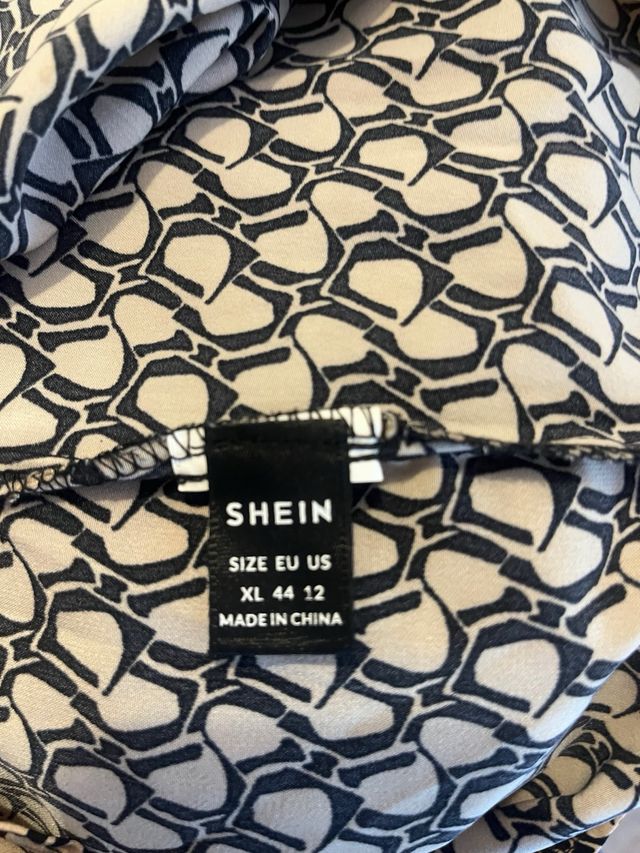 SHEIN
SIZE EU US
XL 44 12
MADE IN CHINA